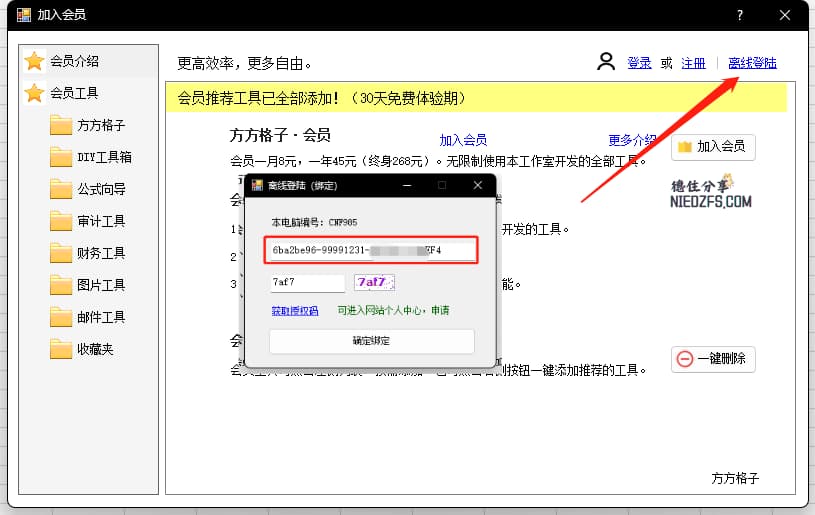 加入会员
?
会员介绍
会员工具
方方格子
DIY工具箱
公式向导
审计工具
财务工具
图片工具
邮件工具
收藏夹
更高效率，更多自由。
登录 或 注册 | 离线登陆
会员推荐工具已全部添加！（30天免费体验期）
方方格子 · 会员
加入会员
更多介绍
加入会员
会员一月8元，一年45元（终身268元）。无限制使用本工作室开发的全部工具。
德住分享
NIEDZFS.COM
1
开发的工具。
2
3
能。
离线登陆（绑定）
本电脑编号: CNF905
6ba2be96-99991231-
EF4
7af7
7af7
获取授权码
可进入网站个人中心，申请
确定绑定
按钮一键添加推荐的工具。
一键删除
方方格子